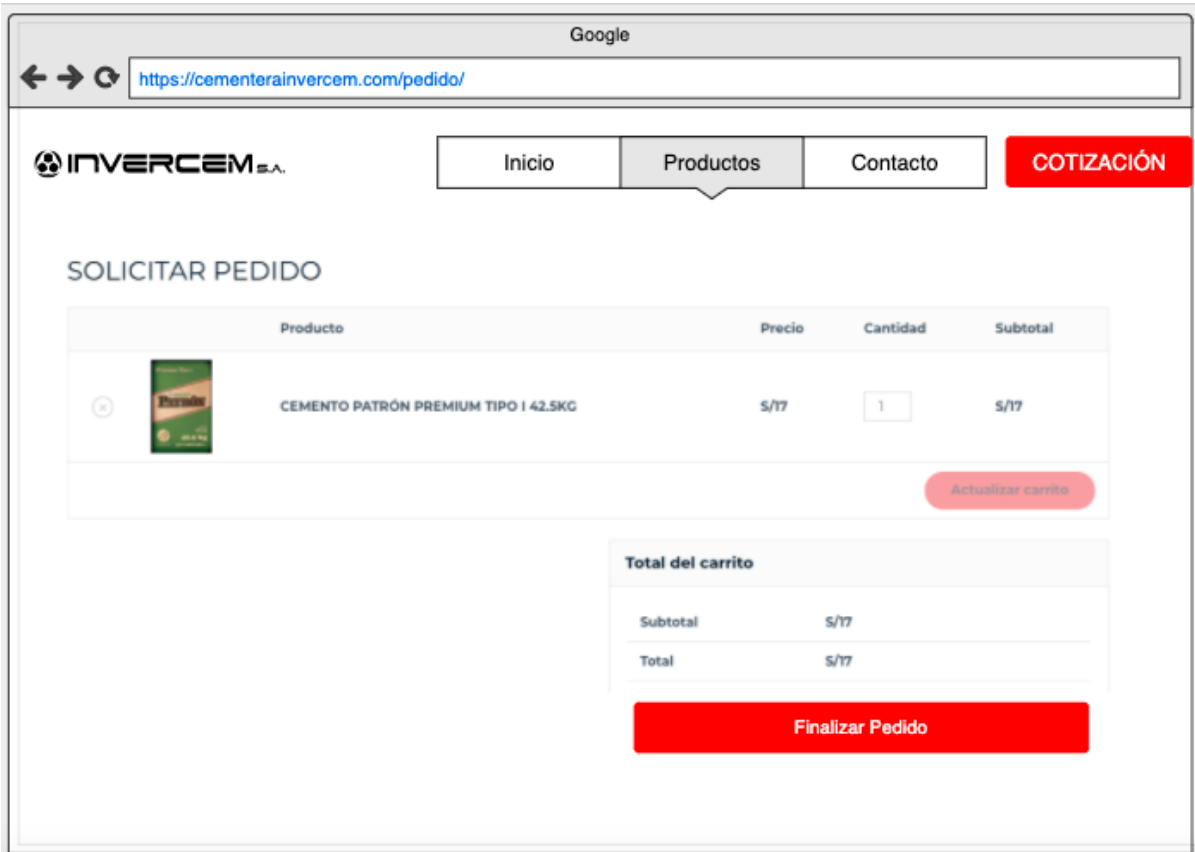 Google
https://cementerainvercem.com/pedido/
INVERCEM S.A.
Inicio Productos Contacto COTIZACIÓN
SOLICITAR PEDIDO
Producto Precio Cantidad Subtotal
PATRÓN
CEMENTO PATRÓN PREMIUM TIPO I 42.5KG S/17 1 S/17
Actualizar carrito
Total del carrito
Subtotal S/17
Total S/17
Finalizar Pedido